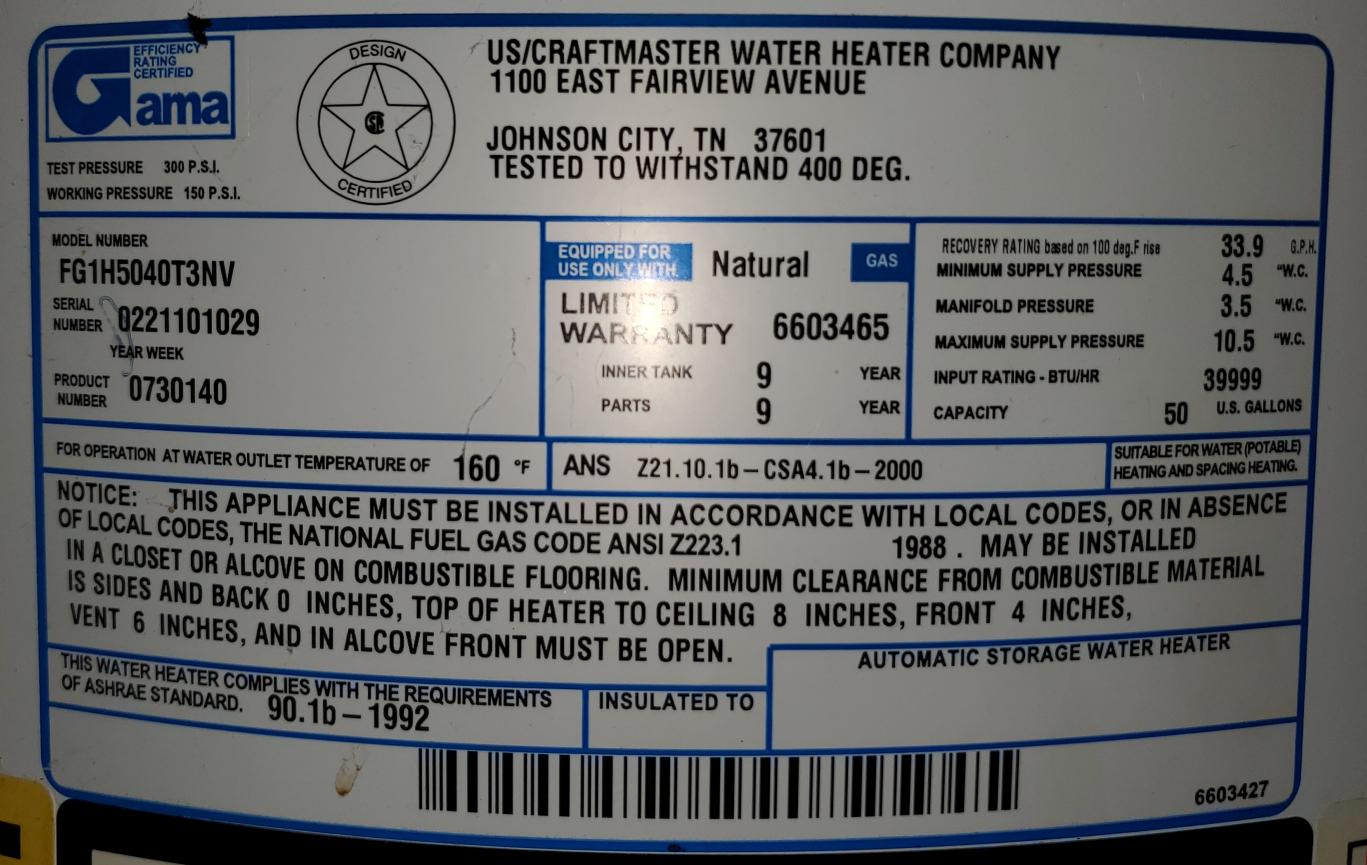 EFFICIENCY
RATING
CERTIFIED
Gama
DESIGN
CERTIFIED
US/CRAFTMASTER WATER HEATER COMPANY
1100 EAST FAIRVIEW AVENUE
JOHNSON CITY, TN 37601
TESTED TO WITHSTAND 400 DEG.
TEST PRESSURE 300 P.S.I.
WORKING PRESSURE 150 P.S.I.
MODEL NUMBER
FG1H5040T3NV
SERIAL
NUMBER 0221101029
YEAR WEEK
PRODUCT
NUMBER 0730140
EQUIPPED FOR
USE ONLY WITH Natural GAS
LIMITED
WARRANTY 6603465
INNER TANK 9 YEAR
PARTS 9 YEAR
RECOVERY RATING based on 100 deg.F rise 33.9 G.P.H.
MINIMUM SUPPLY PRESSURE 4.5 "W.C.
MANIFOLD PRESSURE 3.5 "W.C.
MAXIMUM SUPPLY PRESSURE 10.5 "W.C.
INPUT RATING - BTU/HR 39999
CAPACITY 50 U.S. GALLONS
FOR OPERATION AT WATER OUTLET TEMPERATURE OF 160 °F
ANS Z21.10.1b – CSA4.1b – 2000
SUITABLE FOR WATER (POTABLE)
HEATING AND SPACING HEATING.
NOTICE: THIS APPLIANCE MUST BE INSTALLED IN ACCORDANCE WITH LOCAL CODES, OR IN ABSENCE
OF LOCAL CODES, THE NATIONAL FUEL GAS CODE ANSI Z223.1 1988 . MAY BE INSTALLED
IN A CLOSET OR ALCOVE ON COMBUSTIBLE FLOORING. MINIMUM CLEARANCE FROM COMBUSTIBLE MATERIAL
IS SIDES AND BACK 0 INCHES, TOP OF HEATER TO CEILING 8 INCHES, FRONT 4 INCHES,
VENT 6 INCHES, AND IN ALCOVE FRONT MUST BE OPEN.
AUTOMATIC STORAGE WATER HEATER
THIS WATER HEATER COMPLIES WITH THE REQUIREMENTS
OF ASHRAE STANDARD. 90.1b – 1992
INSULATED TO
6603427